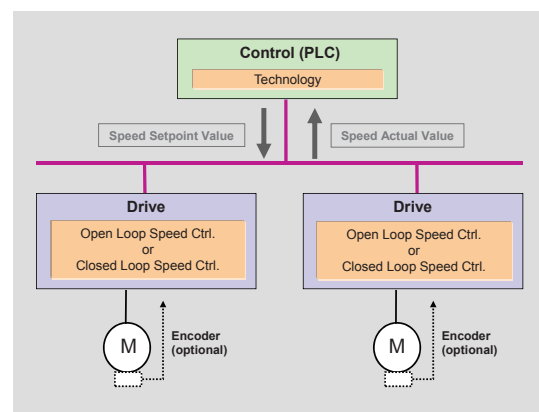 Control (PLC)
Technology
Speed Setpoint Value
Speed Actual Value
Drive
Open Loop Speed Ctrl.
or
Closed Loop Speed Ctrl.
Drive
Open Loop Speed Ctrl.
or
Closed Loop Speed Ctrl.
M
Encoder
(optional)
M
Encoder
(optional)